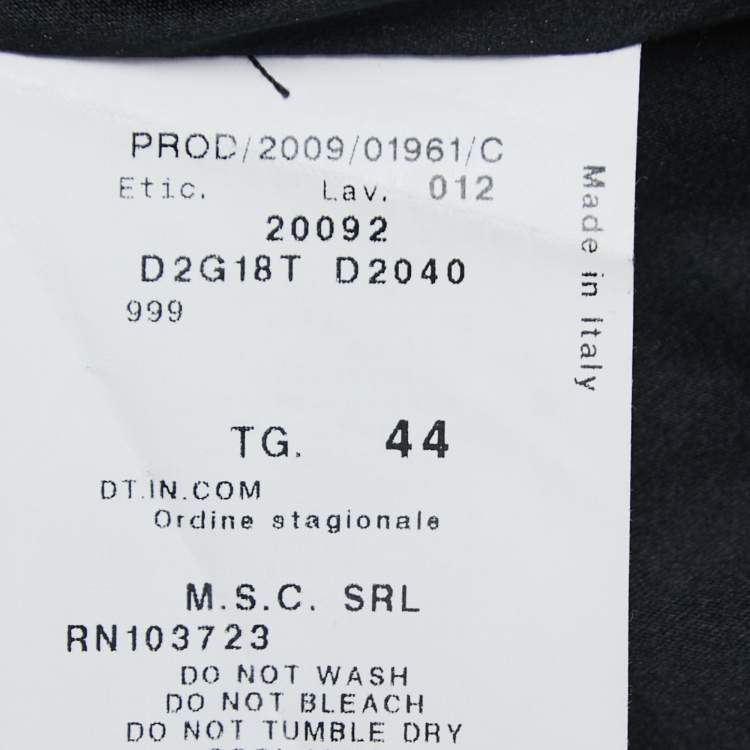 PROD/2009/01961/C
Etic. Lav. 012
20092
D2G18T D2040
999
Made in Italy
TG. 44
DT.IN.COM
Ordine stagionale
M.S.C. SRL
RN103723
DO NOT WASH
DO NOT BLEACH
DO NOT TUMBLE DRY